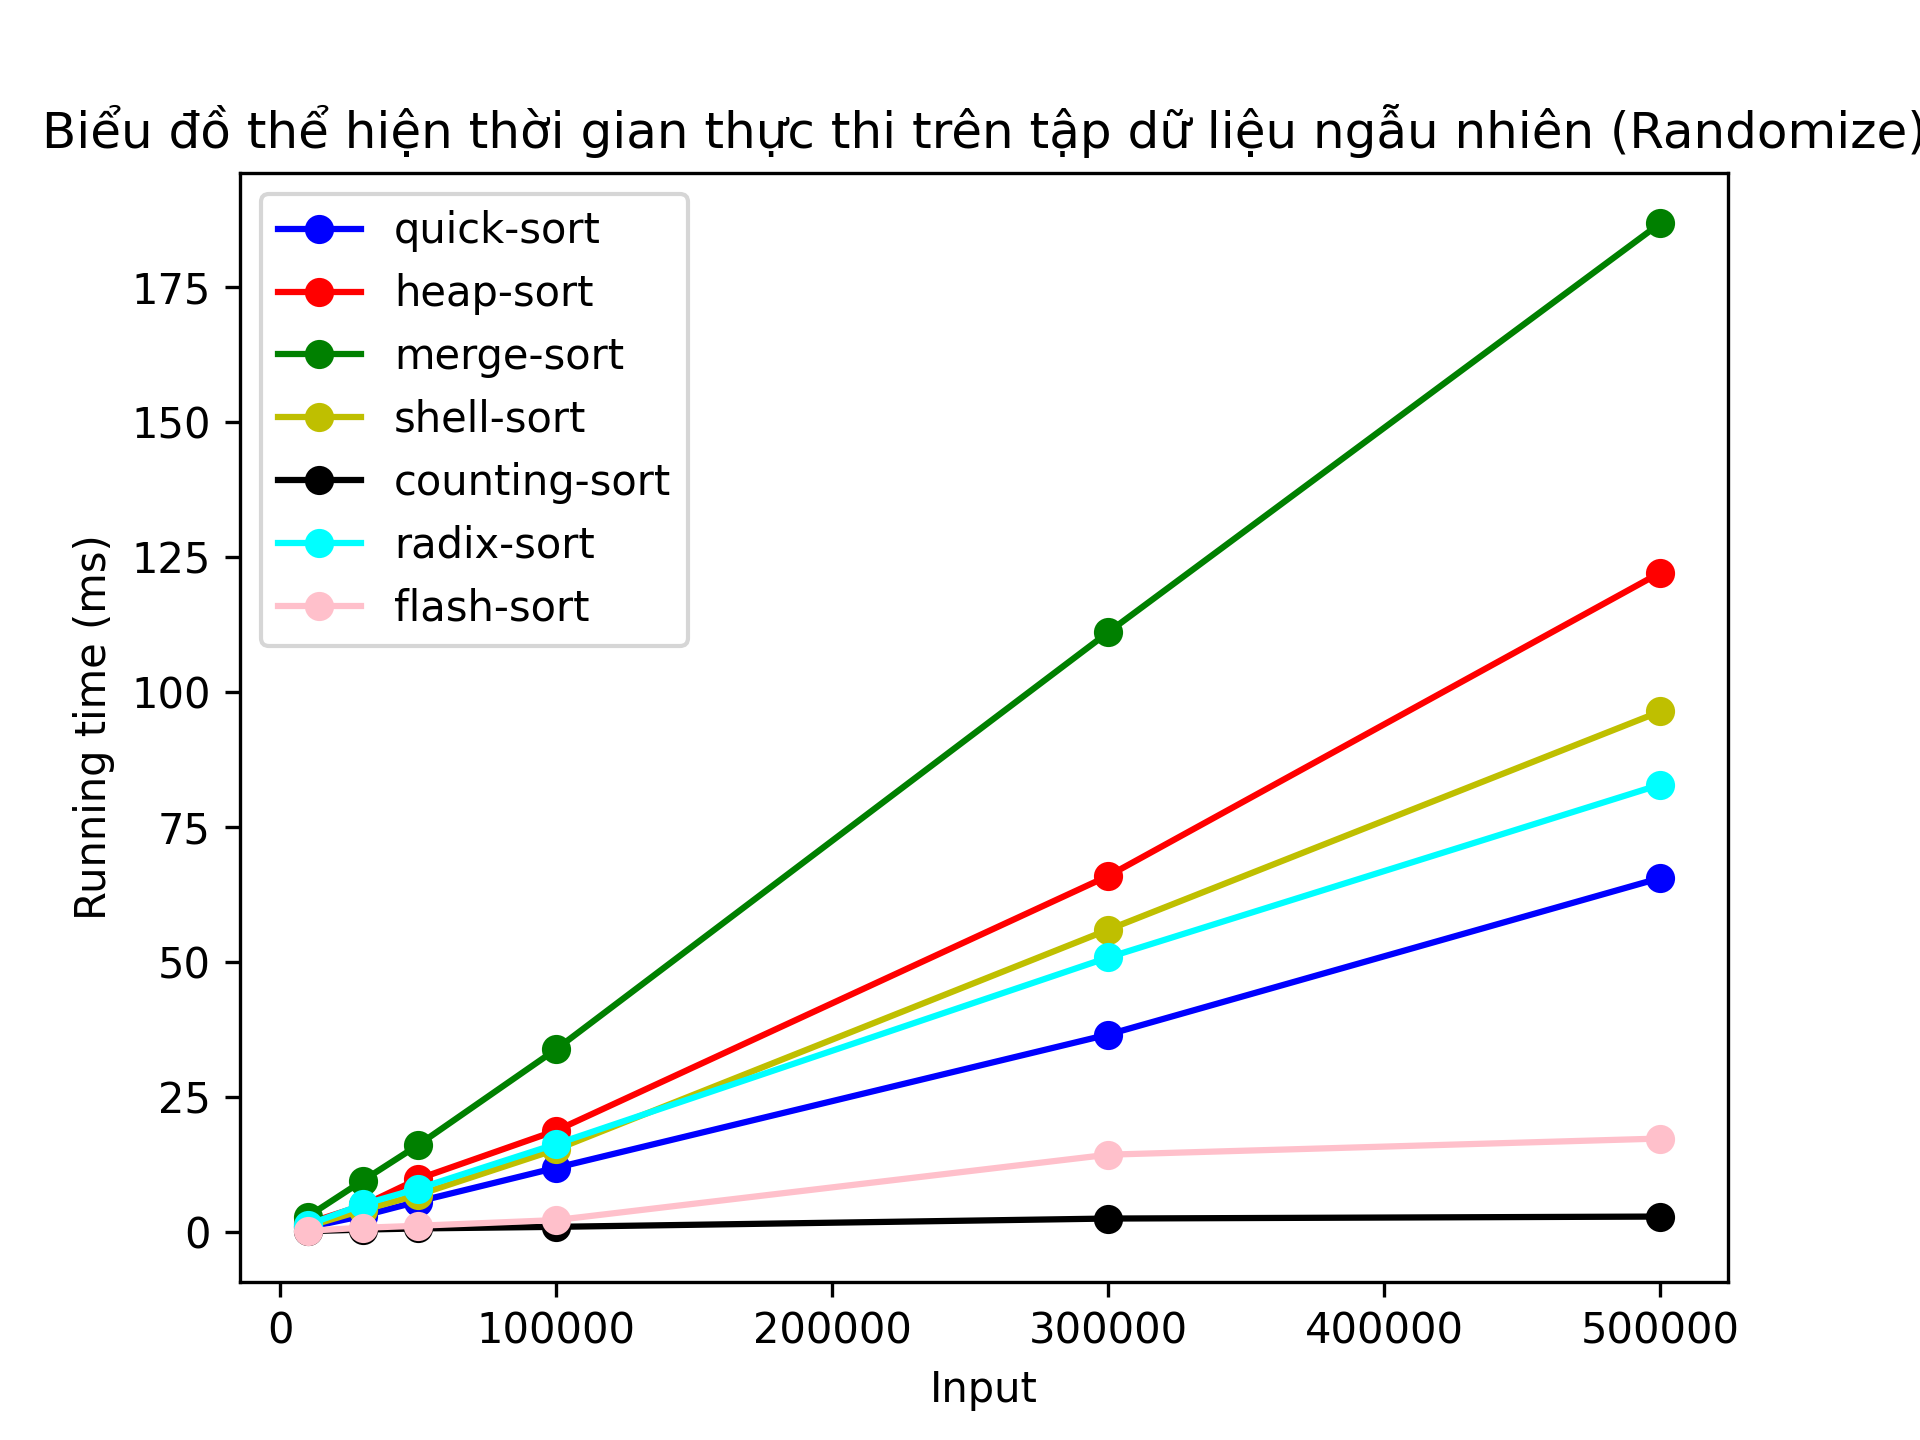 Biểu đồ thể hiện thời gian thực thi trên tập dữ liệu ngẫu nhiên (Randomize)
quick-sort
heap-sort
merge-sort
shell-sort
counting-sort
radix-sort
flash-sort
Running time (ms)
175
150
125
100
75
50
25
0
0 100000 200000 300000 400000 500000
Input